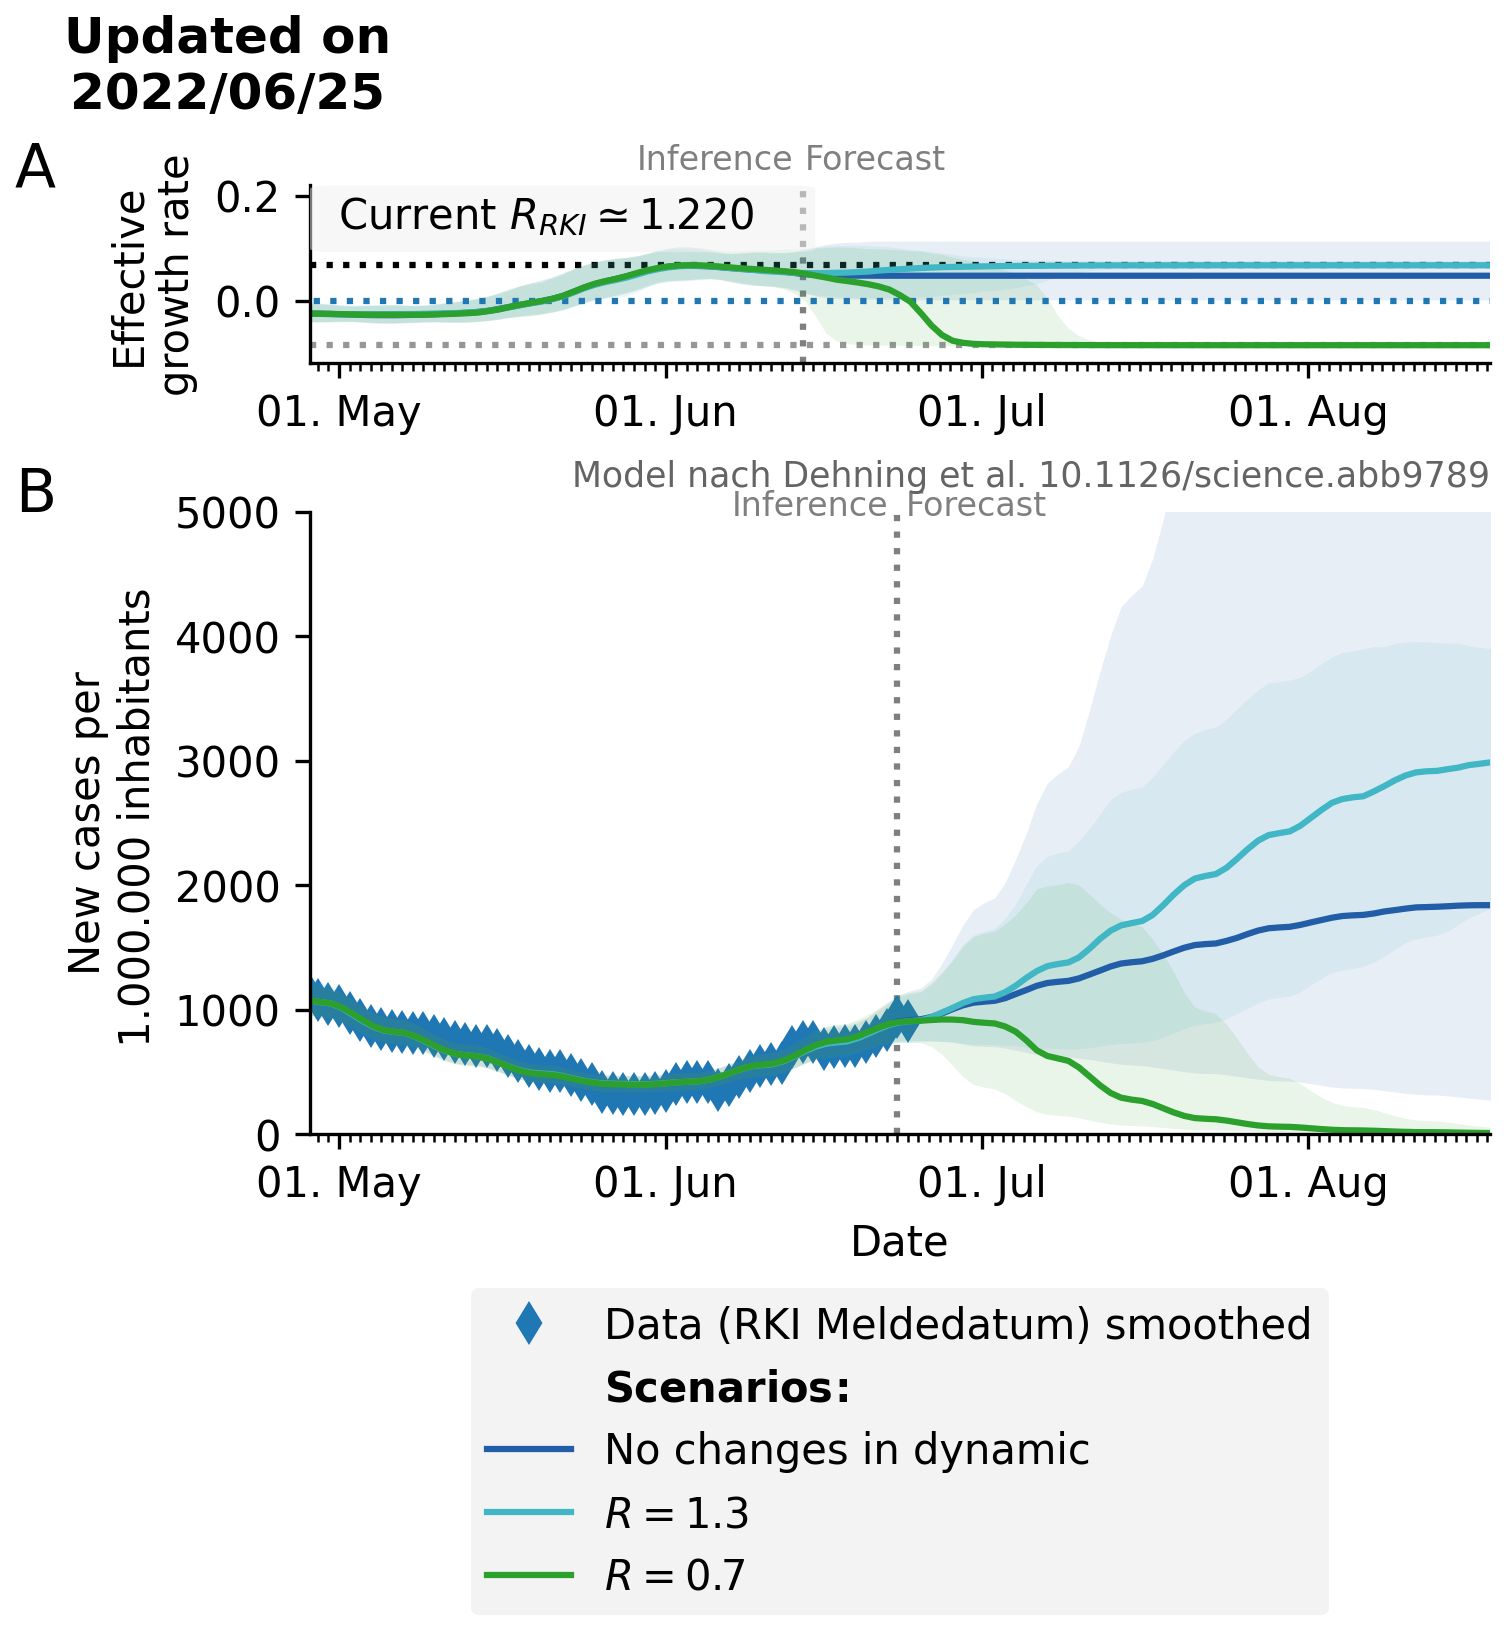 Updated on
2022/06/25
A
Inference Forecast
Effective
growth rate
Current R_RKI ≃ 1.220
0.2
0.0
01. May 01. Jun 01. Jul 01. Aug
B
Model nach Dehning et al. 10.1126/science.abb9789
Inference Forecast
New cases per
1.000.000 inhabitants
5000
4000
3000
2000
1000
0
01. May 01. Jun 01. Jul 01. Aug
Date
Data (RKI Meldedatum) smoothed
Scenarios:
No changes in dynamic
R = 1.3
R = 0.7